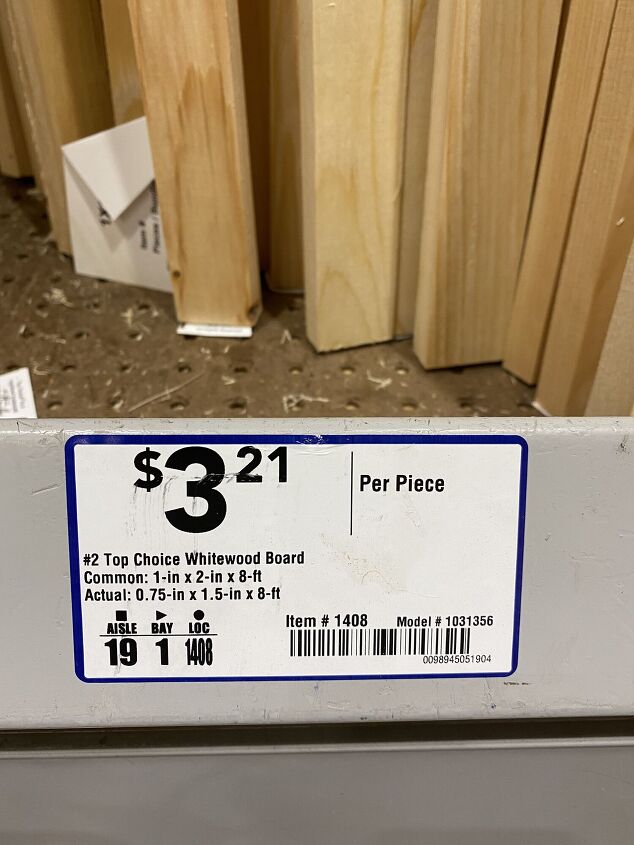 $3 21
Per Piece
#2 Top Choice Whitewood Board
Common: 1-in x 2-in x 8-ft
Actual: 0.75-in x 1.5-in x 8-ft
AISLE BAY LOC
19 1 1408
Item # 1408 Model # 1031356
0098945051904